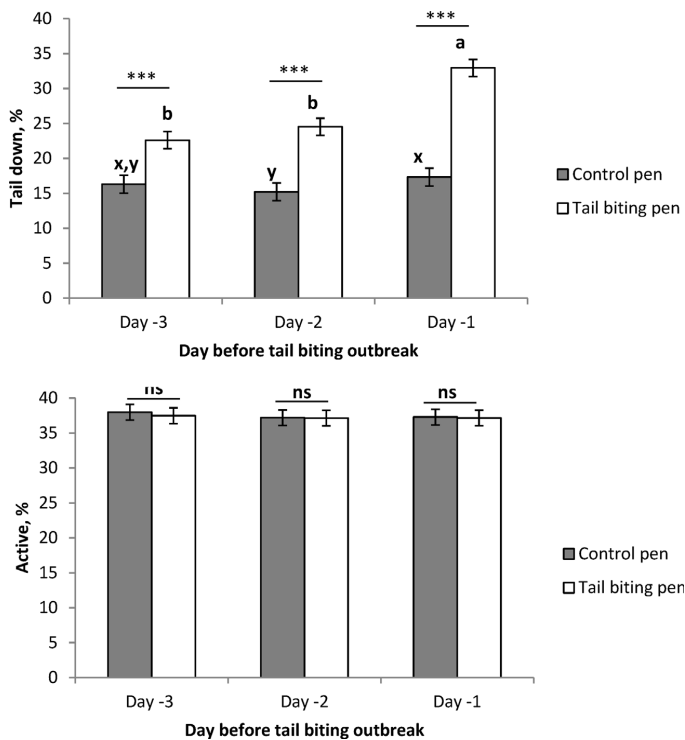 40
35
30
25
20
15
10
5
0
Tail down, %
***
***
***
x,y
b
y
b
x
a
Control pen
Tail biting pen
Day -3
Day -2
Day -1
Day before tail biting outbreak
40
35
30
25
20
15
10
5
0
Active, %
ns
ns
ns
Control pen
Tail biting pen
Day -3
Day -2
Day -1
Day before tail biting outbreak